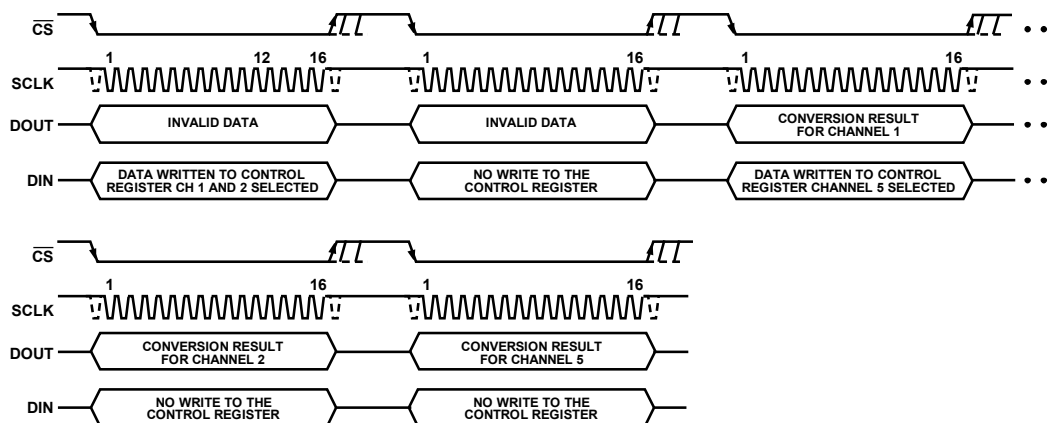 CS
1 12 16 1 16 1 16
SCLK
DOUT INVALID DATA INVALID DATA CONVERSION RESULT
FOR CHANNEL 1
DIN DATA WRITTEN TO CONTROL
REGISTER CH 1 AND 2 SELECTED
NO WRITE TO THE
CONTROL REGISTER
DATA WRITTEN TO CONTROL
REGISTER CHANNEL 5 SELECTED
CS
1 16 1 16
SCLK
DOUT CONVERSION RESULT
FOR CHANNEL 2
CONVERSION RESULT
FOR CHANNEL 5
DIN NO WRITE TO THE
CONTROL REGISTER
NO WRITE TO THE
CONTROL REGISTER